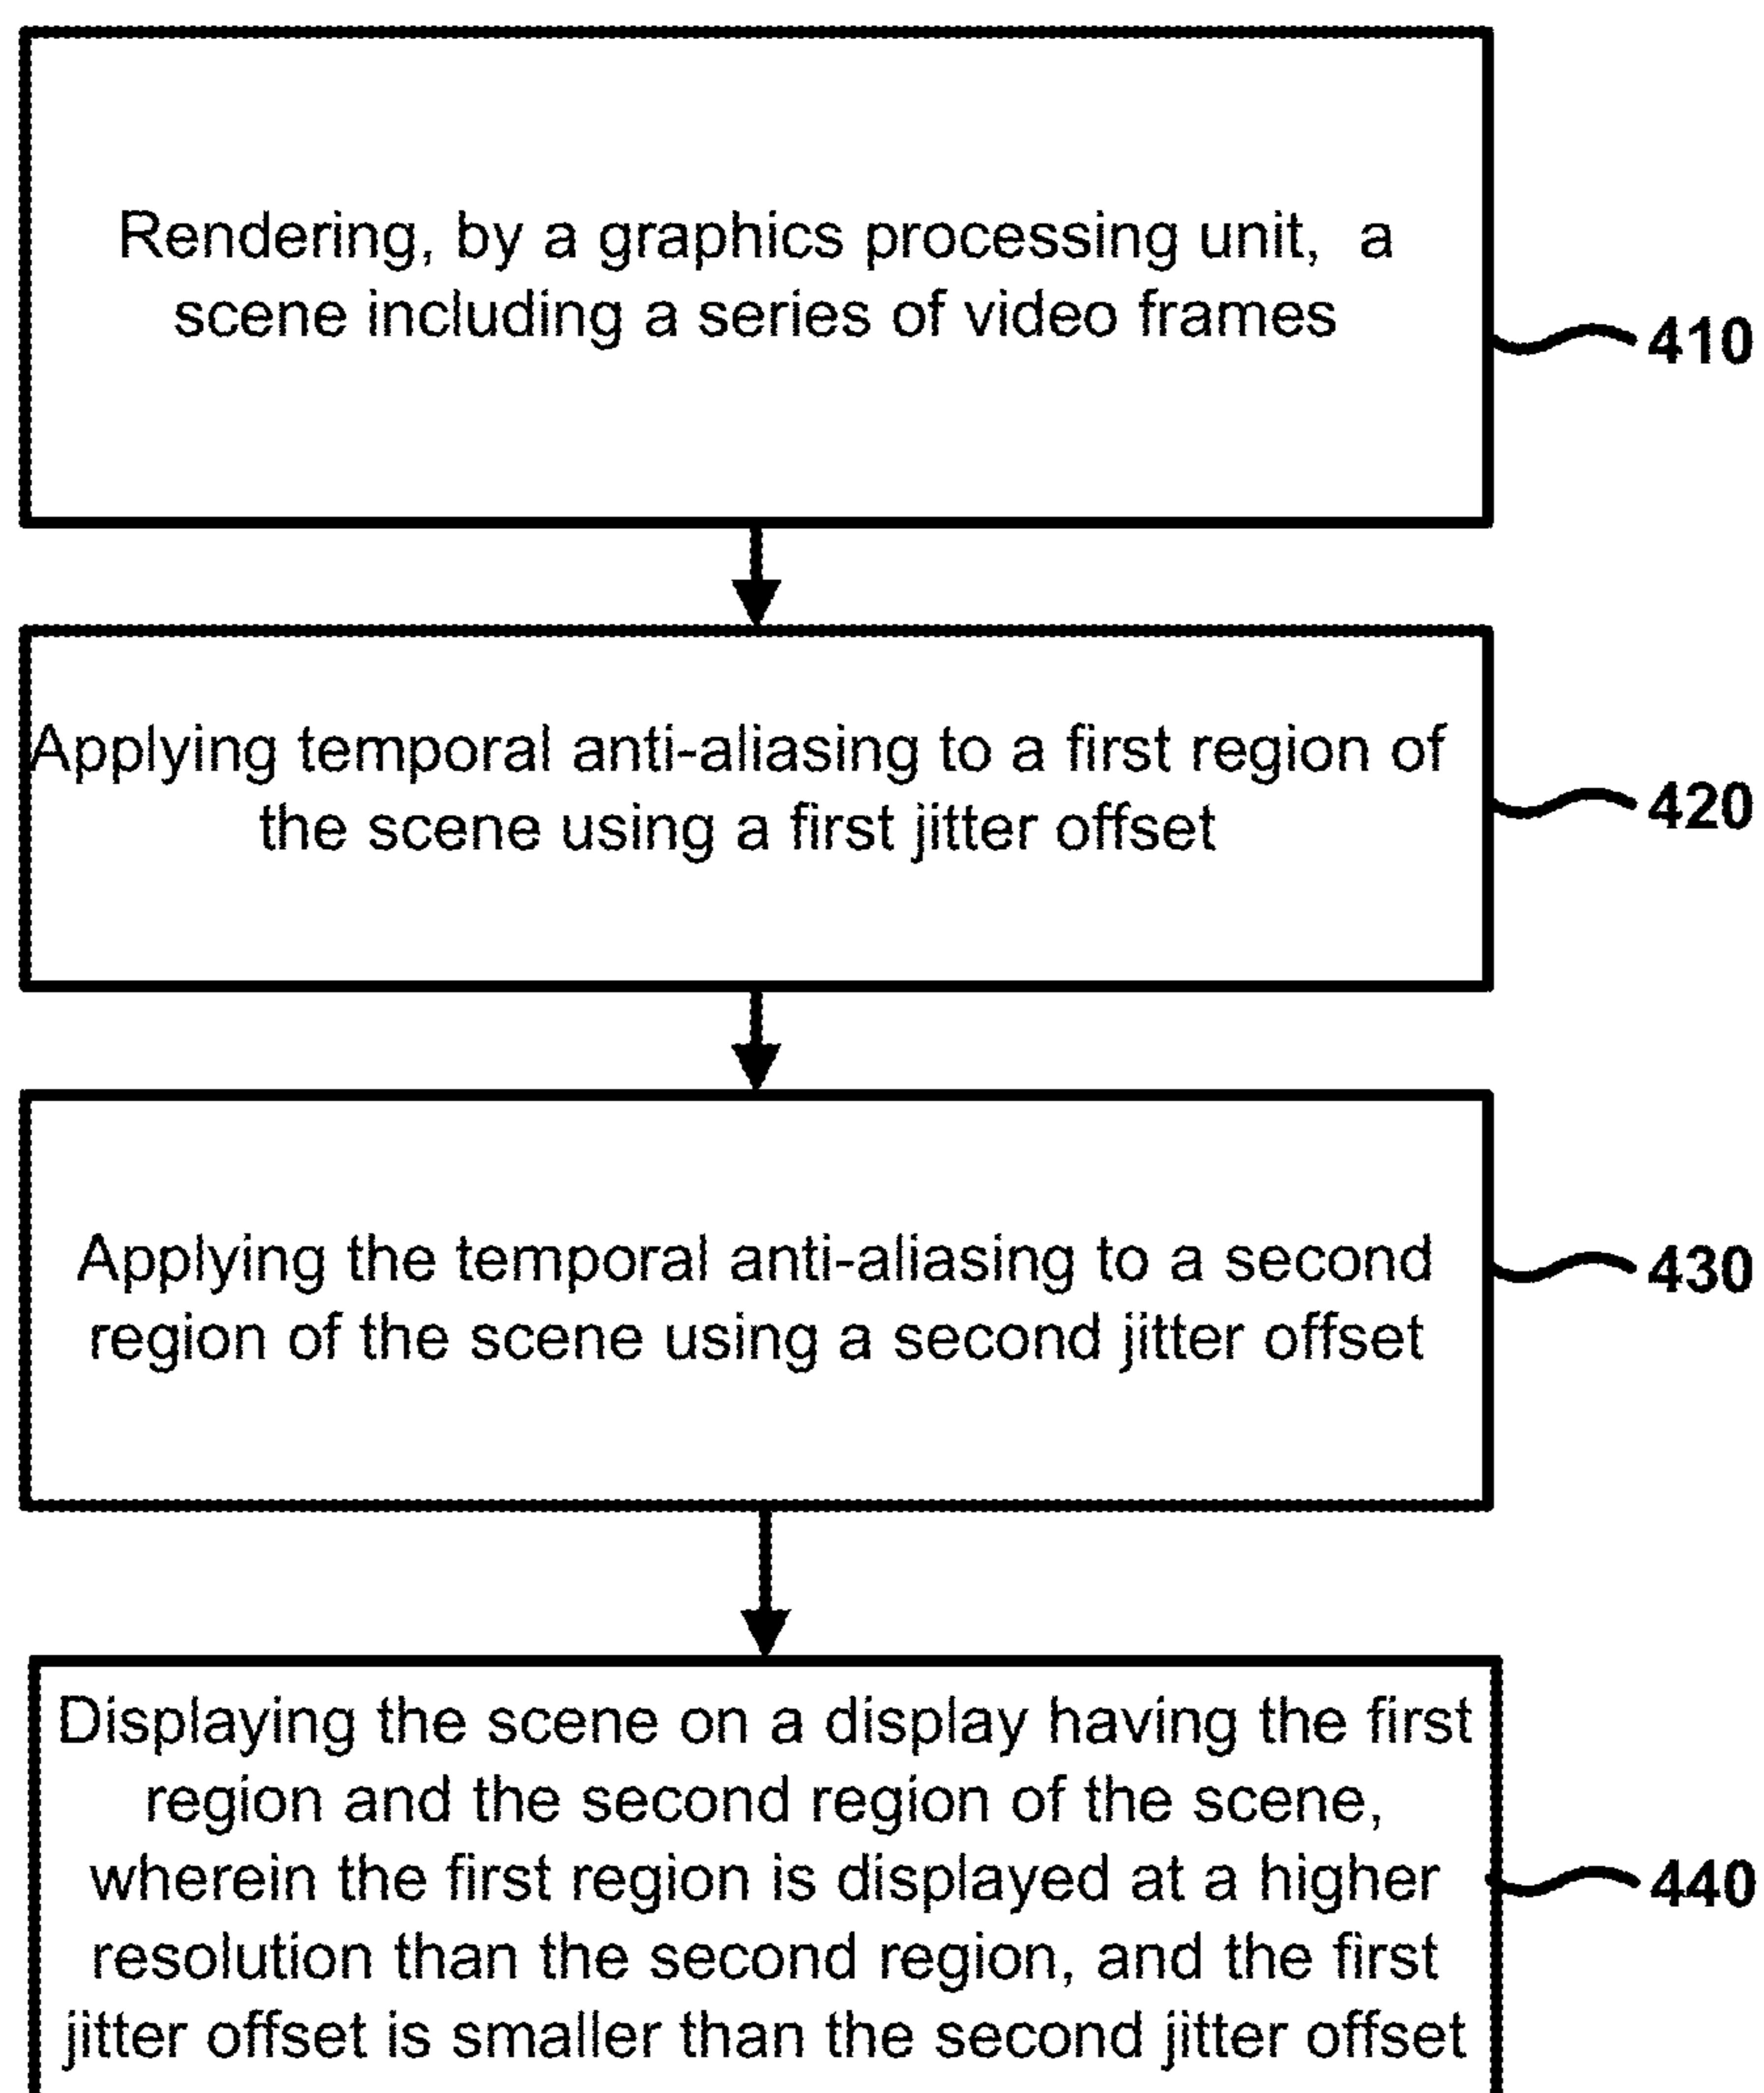 Rendering, by a graphics processing unit, a
scene including a series of video frames
410
Applying temporal anti-aliasing to a first region of
the scene using a first jitter offset
420
Applying the temporal anti-aliasing to a second
region of the scene using a second jitter offset
430
Displaying the scene on a display having the first
region and the second region of the scene,
wherein the first region is displayed at a higher
resolution than the second region, and the first
jitter offset is smaller than the second jitter offset
440